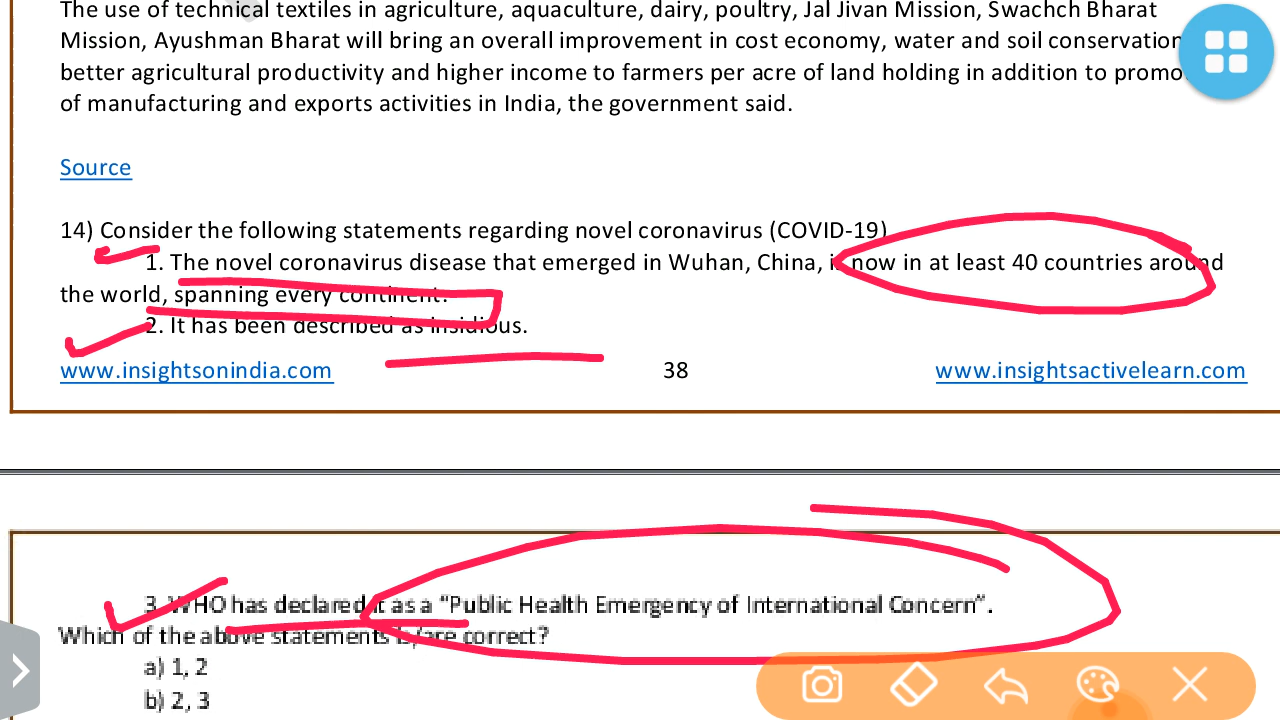 The use of technical textiles in agriculture, aquaculture, dairy, poultry, Jal Jivan Mission, Swachch Bharat
Mission, Ayushman Bharat will bring an overall improvement in cost economy, water and soil conservation
better agricultural productivity and higher income to farmers per acre of land holding in addition to promo
of manufacturing and exports activities in India, the government said.
Source
14) Consider the following statements regarding novel coronavirus (COVID-19)
1. The novel coronavirus disease that emerged in Wuhan, China, is now in at least 40 countries around
the world, spanning every continent.
2. It has been described as insidious.
www.insightsonindia.com 38 www.insightsactivelearn.com
3. WHO has declared it as a “Public Health Emergency of International Concern”.
Which of the above statements is/are correct?
a) 1, 2
b) 2, 3